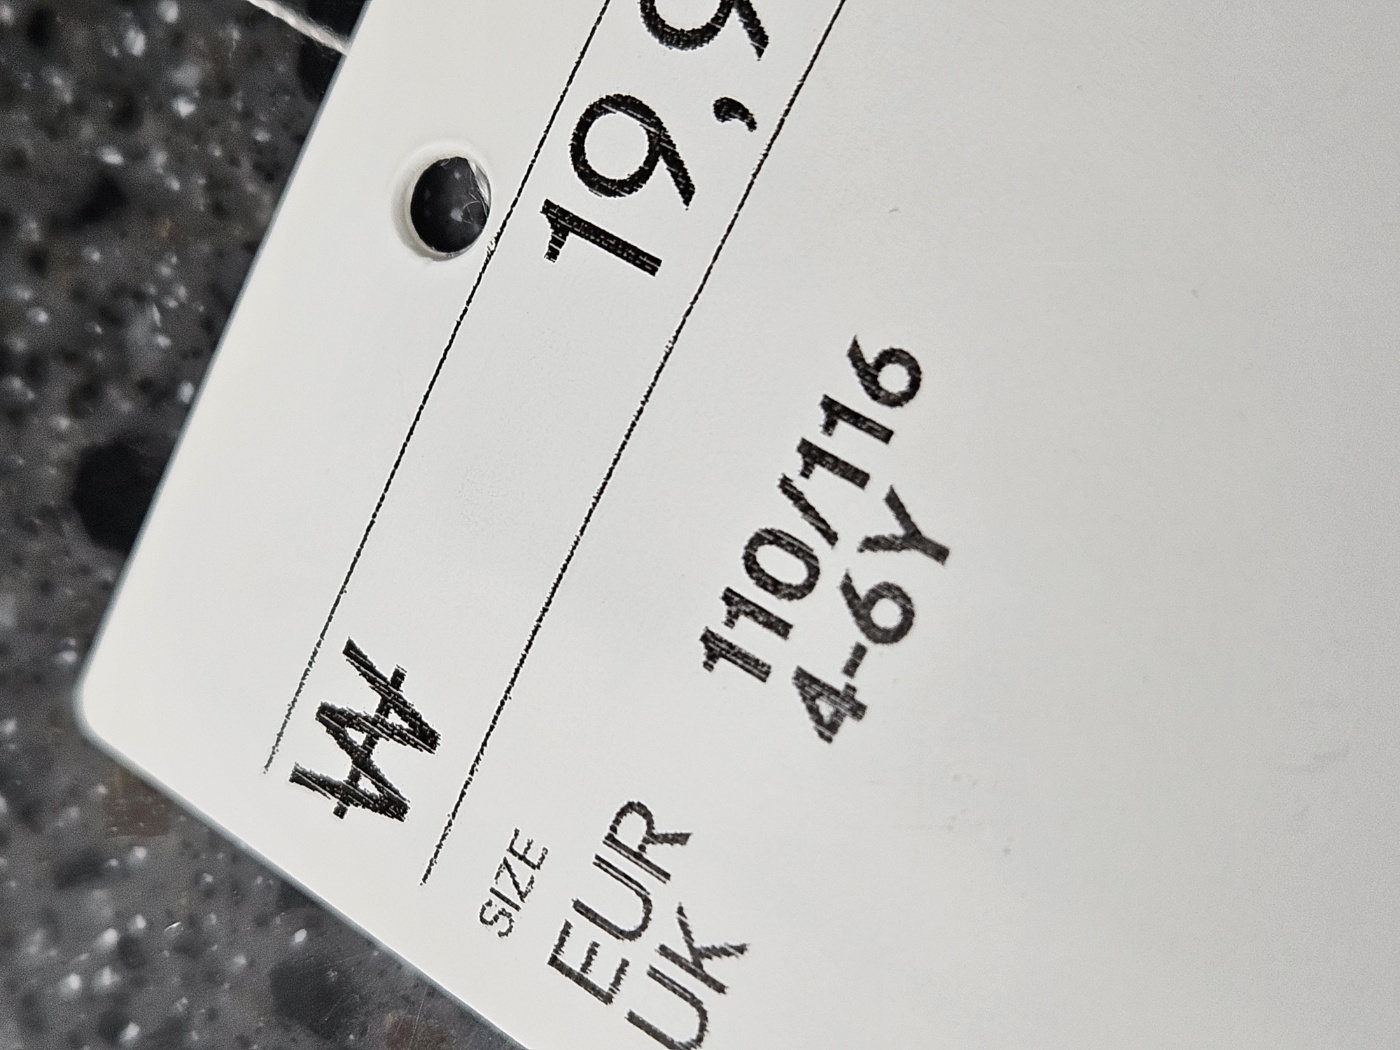 ₩ 19,9
SIZE
EUR 110/116
UK 4-6Y